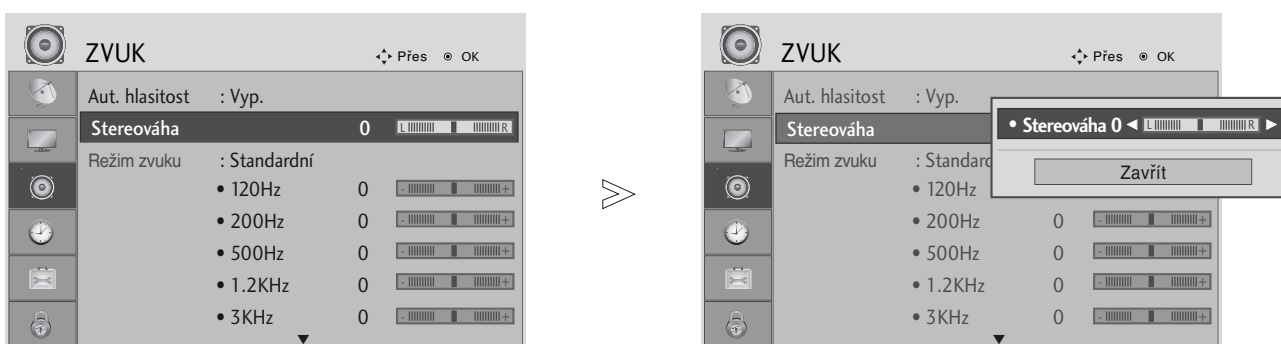 ZVUK
Přes OK
Aut. hlasitost : Vyp.
Stereováha 0 L R
Režim zvuku : Standardní
• 120Hz 0 - +
• 200Hz 0 - +
• 500Hz 0 - +
• 1.2KHz 0 - +
• 3KHz 0 - +
ZVUK
Přes OK
Aut. hlasitost : Vyp.
Stereováha
• Stereováha 0 ◄ L R ►
Zavřít
Režim zvuku : Standard
• 120Hz
• 200Hz 0 - +
• 500Hz 0 - +
• 1.2KHz 0 - +
• 3KHz 0 - +